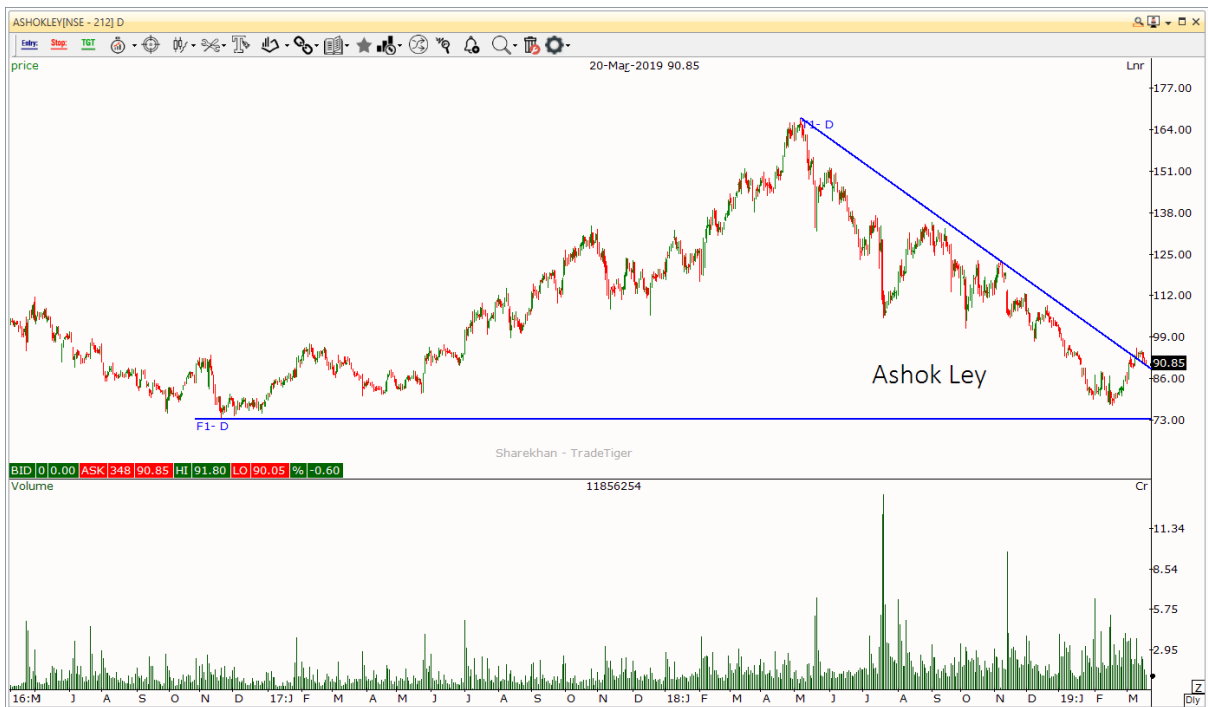 ASHOKLEY[NSE - 212] D
Entry: Stop: TGT
price 20-Mar-2019 90.85 Lnr
177.00
T1- D
164.00
151.00
138.00
125.00
112.00
99.00
90.85
Ashok Ley
86.00
73.00
F1- D
Sharekhan - TradeTiger
BID 0 0.00 ASK 348 90.85 HI 91.80 LO 90.05 % -0.60
Volume 11856254 Cr
11.34
8.54
5.75
2.95
Z
16:M J A S O N D 17:J F M A M J J A S O N D 18:J F M A M J J A S O N D 19:J F M Dly